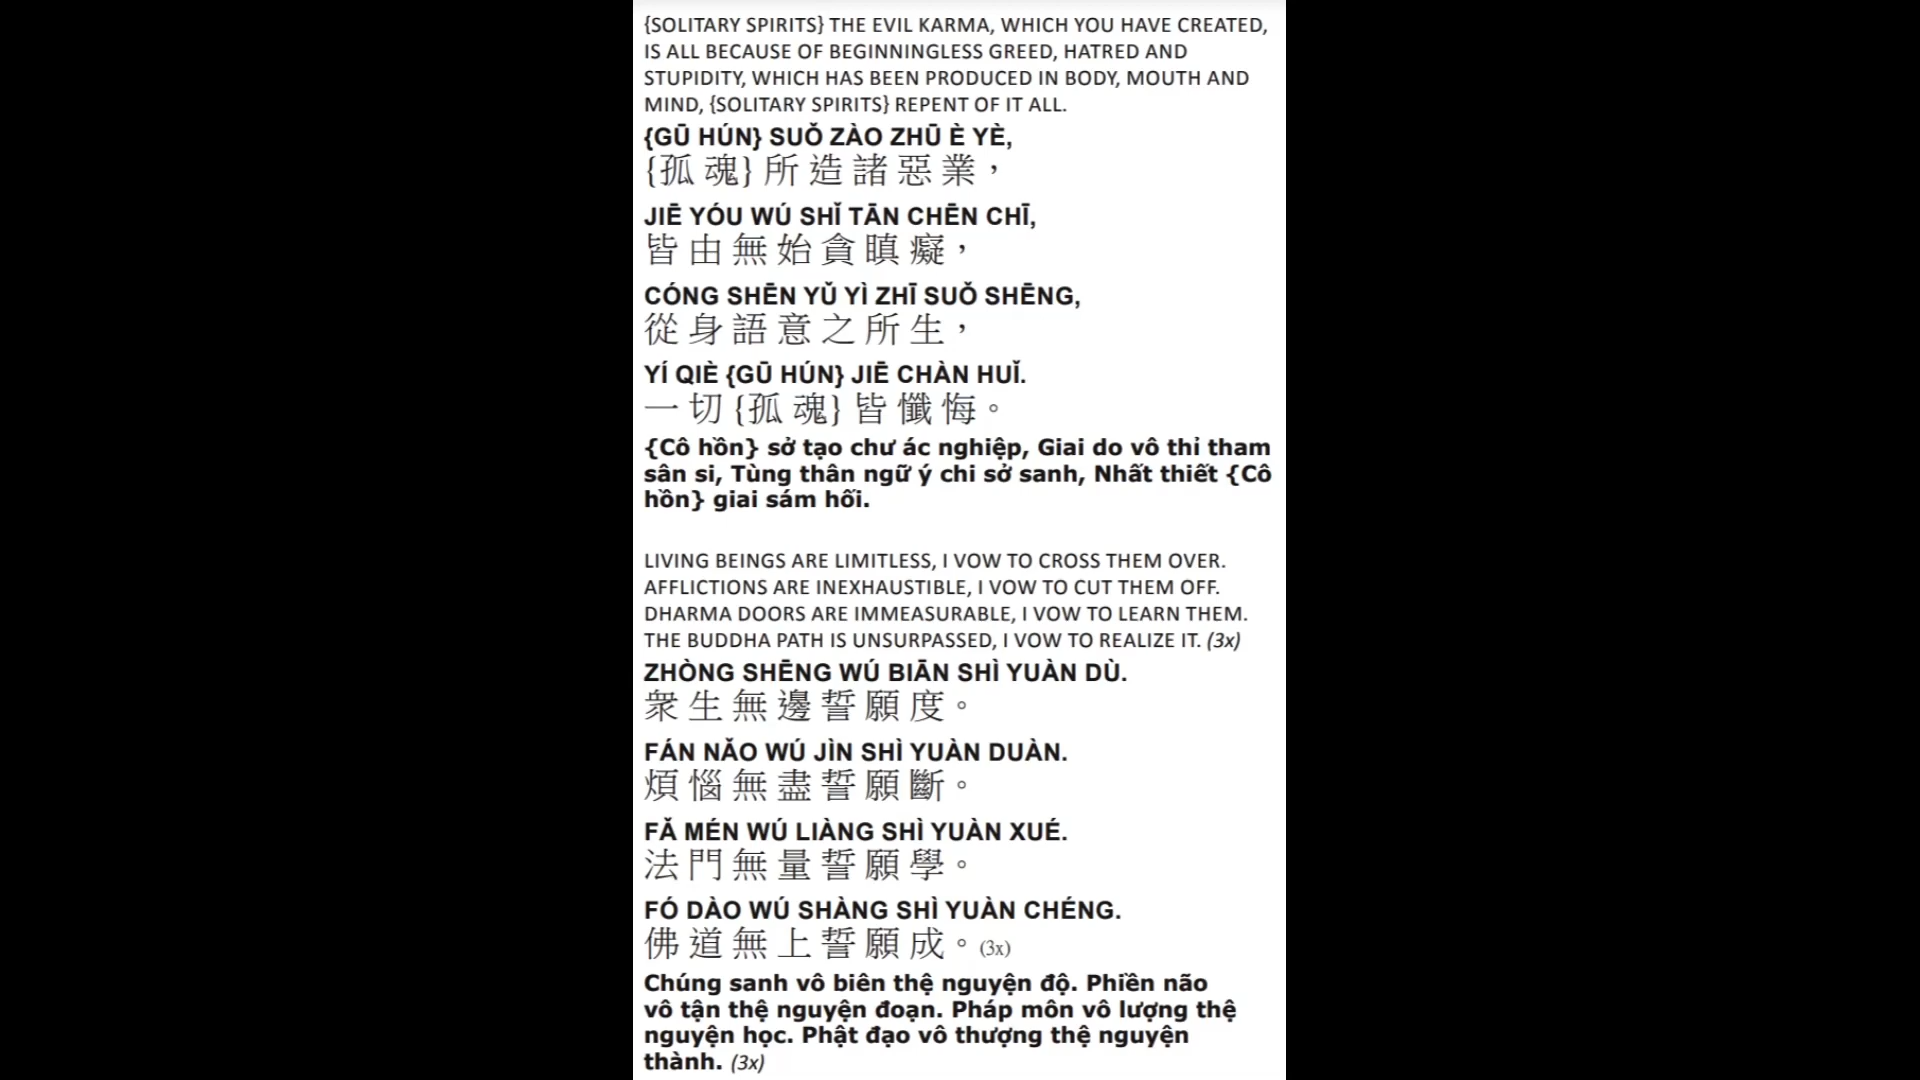 {SOLITARY SPIRITS} THE EVIL KARMA, WHICH YOU HAVE CREATED,
IS ALL BECAUSE OF BEGINNINGLESS GREED, HATRED AND
STUPIDITY, WHICH HAS BEEN PRODUCED IN BODY, MOUTH AND
MIND, {SOLITARY SPIRITS} REPENT OF IT ALL.
{GŪ HÚN} SUǑ ZÀO ZHŪ È YÈ,
{孤 魂} 所 造 諸 惡 業，
JIĒ YÓU WÚ SHǏ TĀN CHĒN CHĪ,
皆 由 無 始 貪 瞋 癡，
CÓNG SHĒN YǓ YÌ ZHĪ SUǑ SHĒNG,
從 身 語 意 之 所 生，
YÍ QIÈ {GŪ HÚN} JIĒ CHÀN HUǏ.
一 切 {孤 魂} 皆 懺 悔。
{Cô hồn} sở tạo chư ác nghiệp, Giai do vô thỉ tham
sân si, Tùng thân ngữ ý chi sở sanh, Nhất thiết {Cô
hồn} giai sám hối.
LIVING BEINGS ARE LIMITLESS, I VOW TO CROSS THEM OVER.
AFFLICTIONS ARE INEXHAUSTIBLE, I VOW TO CUT THEM OFF.
DHARMA DOORS ARE IMMEASURABLE, I VOW TO LEARN THEM.
THE BUDDHA PATH IS UNSURPASSED, I VOW TO REALIZE IT. (3x)
ZHÒNG SHĒNG WÚ BIĀN SHÌ YUÀN DÙ.
衆 生 無 邊 誓 願 度。
FÁN NǍO WÚ JÌN SHÌ YUÀN DUÀN.
煩 惱 無 盡 誓 願 斷。
FǍ MÉN WÚ LIÀNG SHÌ YUÀN XUÉ.
法 門 無 量 誓 願 學。
FÓ DÀO WÚ SHÀNG SHÌ YUÀN CHÉNG.
佛 道 無 上 誓 願 成。(3x)
Chúng sanh vô biên thệ nguyện độ. Phiền não
vô tận thệ nguyện đoạn. Pháp môn vô lượng thệ
nguyện học. Phật đạo vô thượng thệ nguyện
thành. (3x)